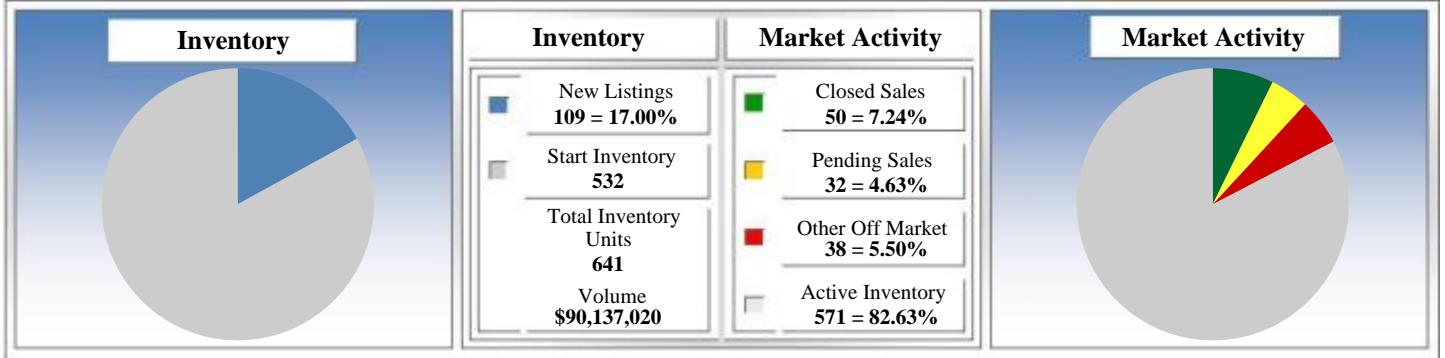 Inventory
Inventory
Market Activity
New Listings
109 = 17.00%
Start Inventory
532
Total Inventory
Units
641
Volume
$90,137,020
Closed Sales
50 = 7.24%
Pending Sales
32 = 4.63%
Other Off Market
38 = 5.50%
Active Inventory
571 = 82.63%
Market Activity